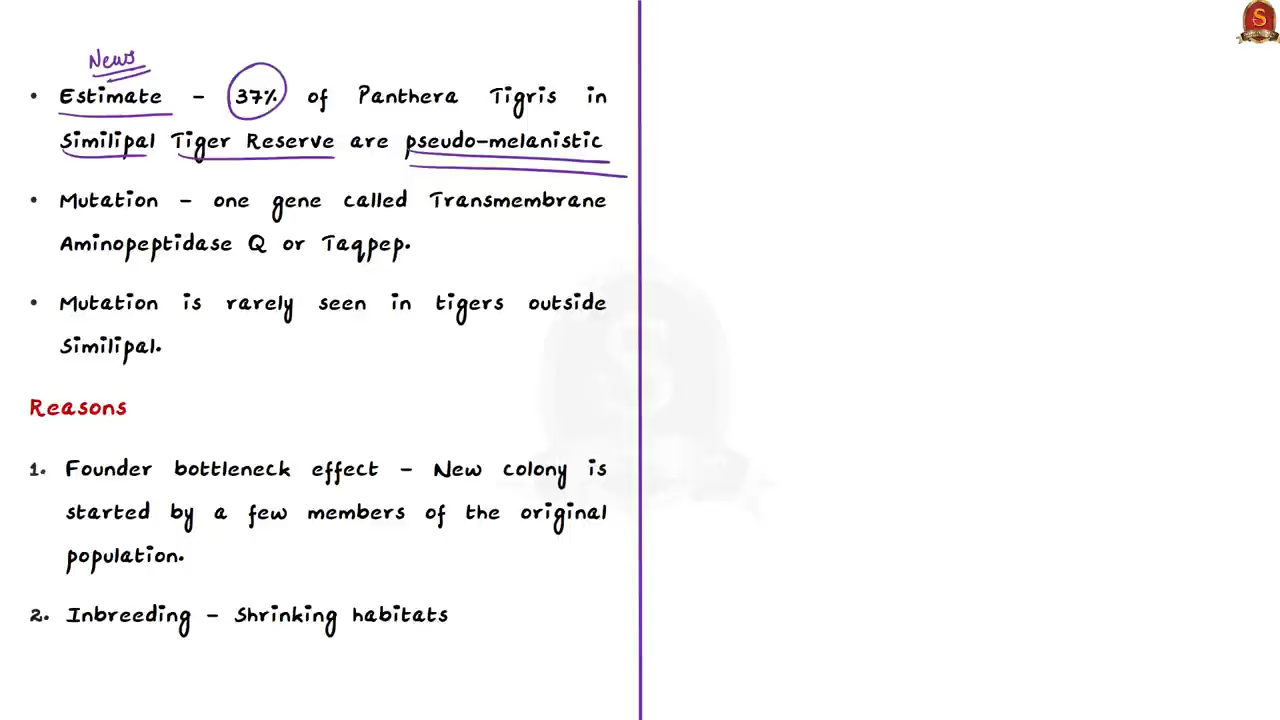 News
• Estimate – 37% of Panthera Tigris in
Similipal Tiger Reserve are pseudo-melanistic
• Mutation – one gene called Transmembrane
Aminopeptidase Q or Taqpep.
• Mutation is rarely seen in tigers outside
Similipal.
Reasons
1. Founder bottleneck effect – New colony is
started by a few members of the original
population.
2. Inbreeding – Shrinking habitats
S